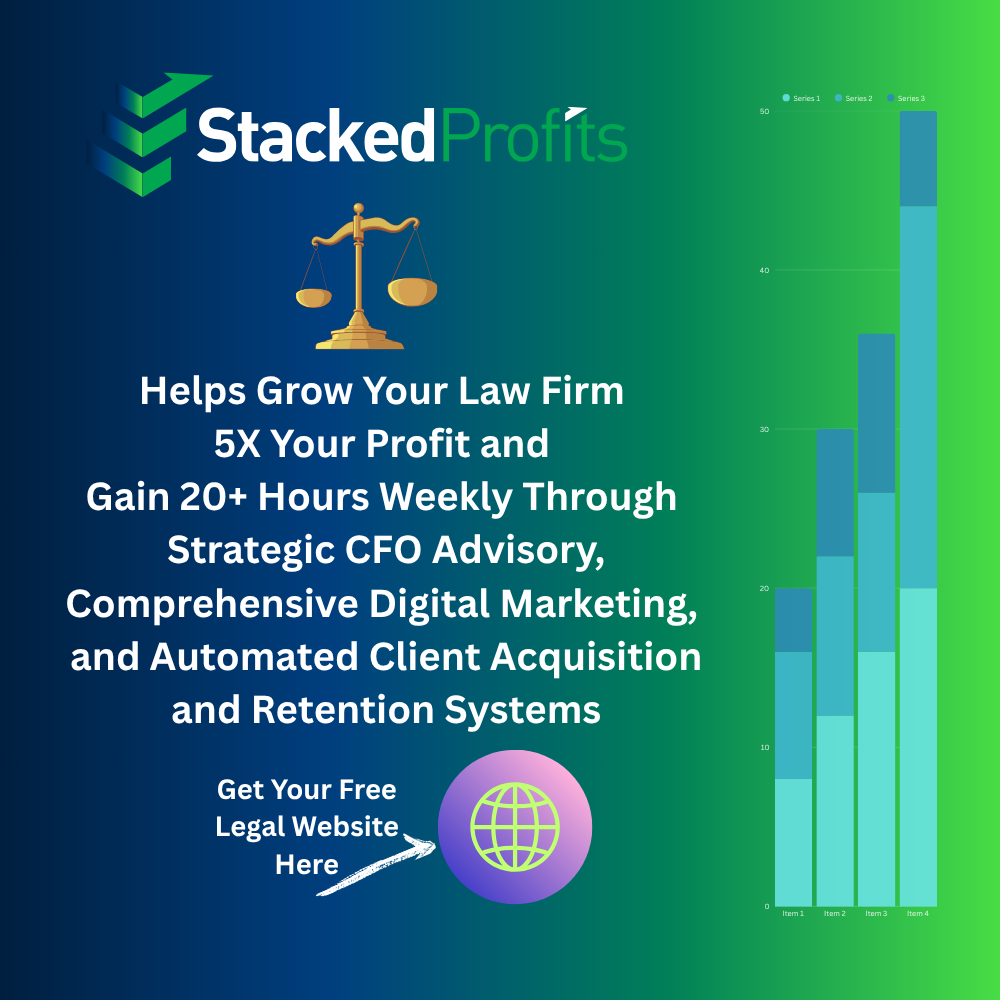 StackedProfits
Helps Grow Your Law Firm
5X Your Profit and
Gain 20+ Hours Weekly Through
Strategic CFO Advisory,
Comprehensive Digital Marketing,
and Automated Client Acquisition
and Retention Systems
Get Your Free
Legal Website
Here
Series 1 Series 2 Series 3
50
40
30
20
10
0
Item 1 Item 2 Item 3 Item 4